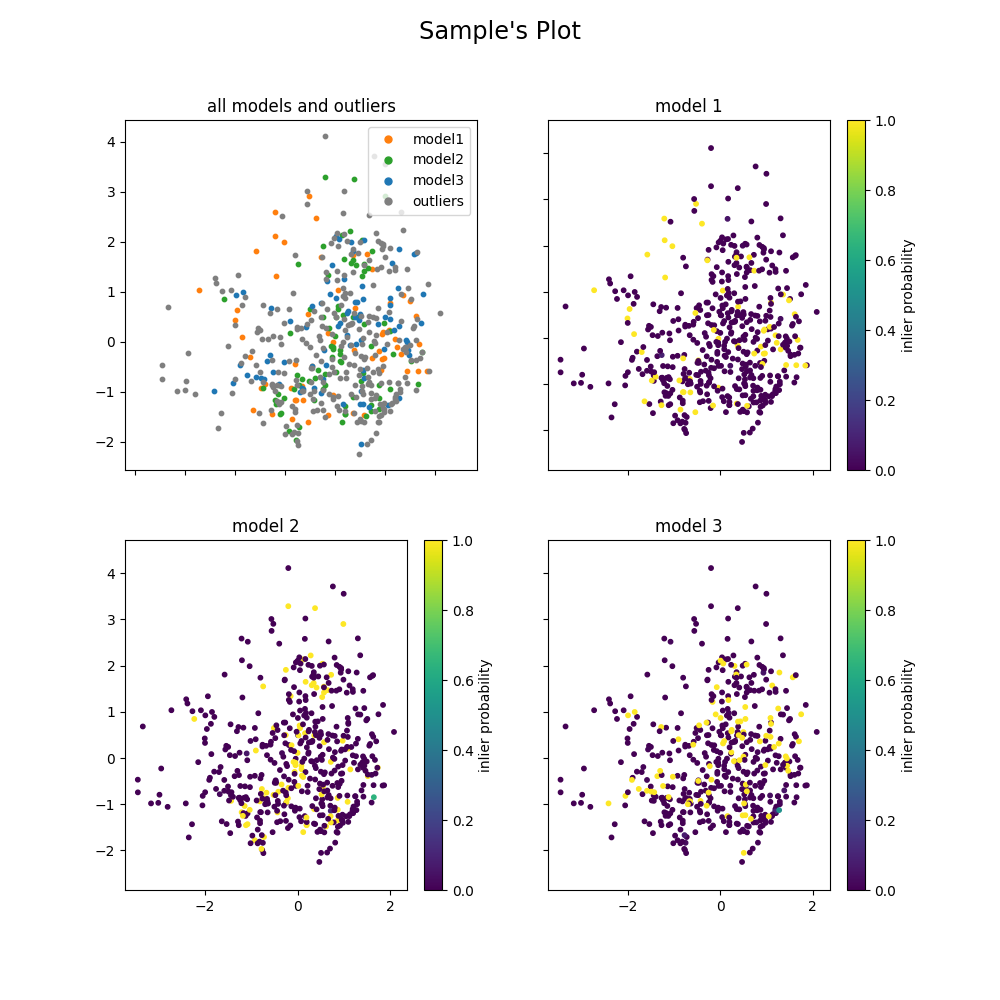 Sample's Plot
all models and outliers
4
3
2
1
0
−1
−2
model1
model2
model3
outliers
model 1
1.0
0.8
0.6
0.4
0.2
0.0
inlier probability
model 2
4
3
2
1
0
−1
−2
−2 0 2
1.0
0.8
0.6
0.4
0.2
0.0
inlier probability
model 3
−2 0 2
1.0
0.8
0.6
0.4
0.2
0.0
inlier probability